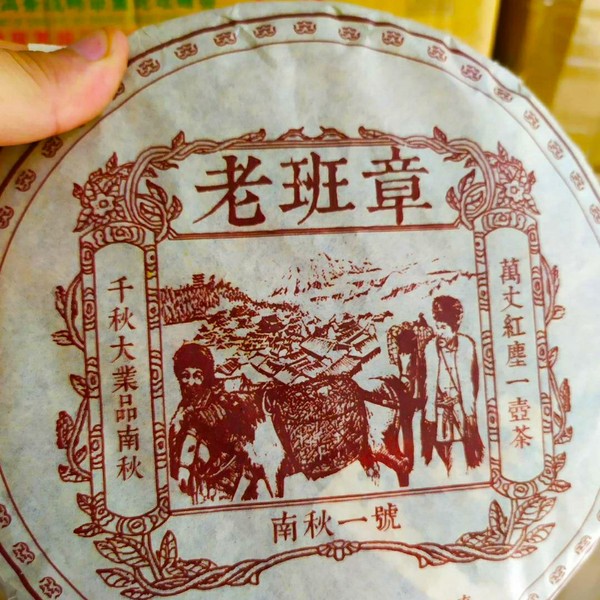 老班章
萬丈紅塵一壺茶
千秋大業品南秋
南秋一號